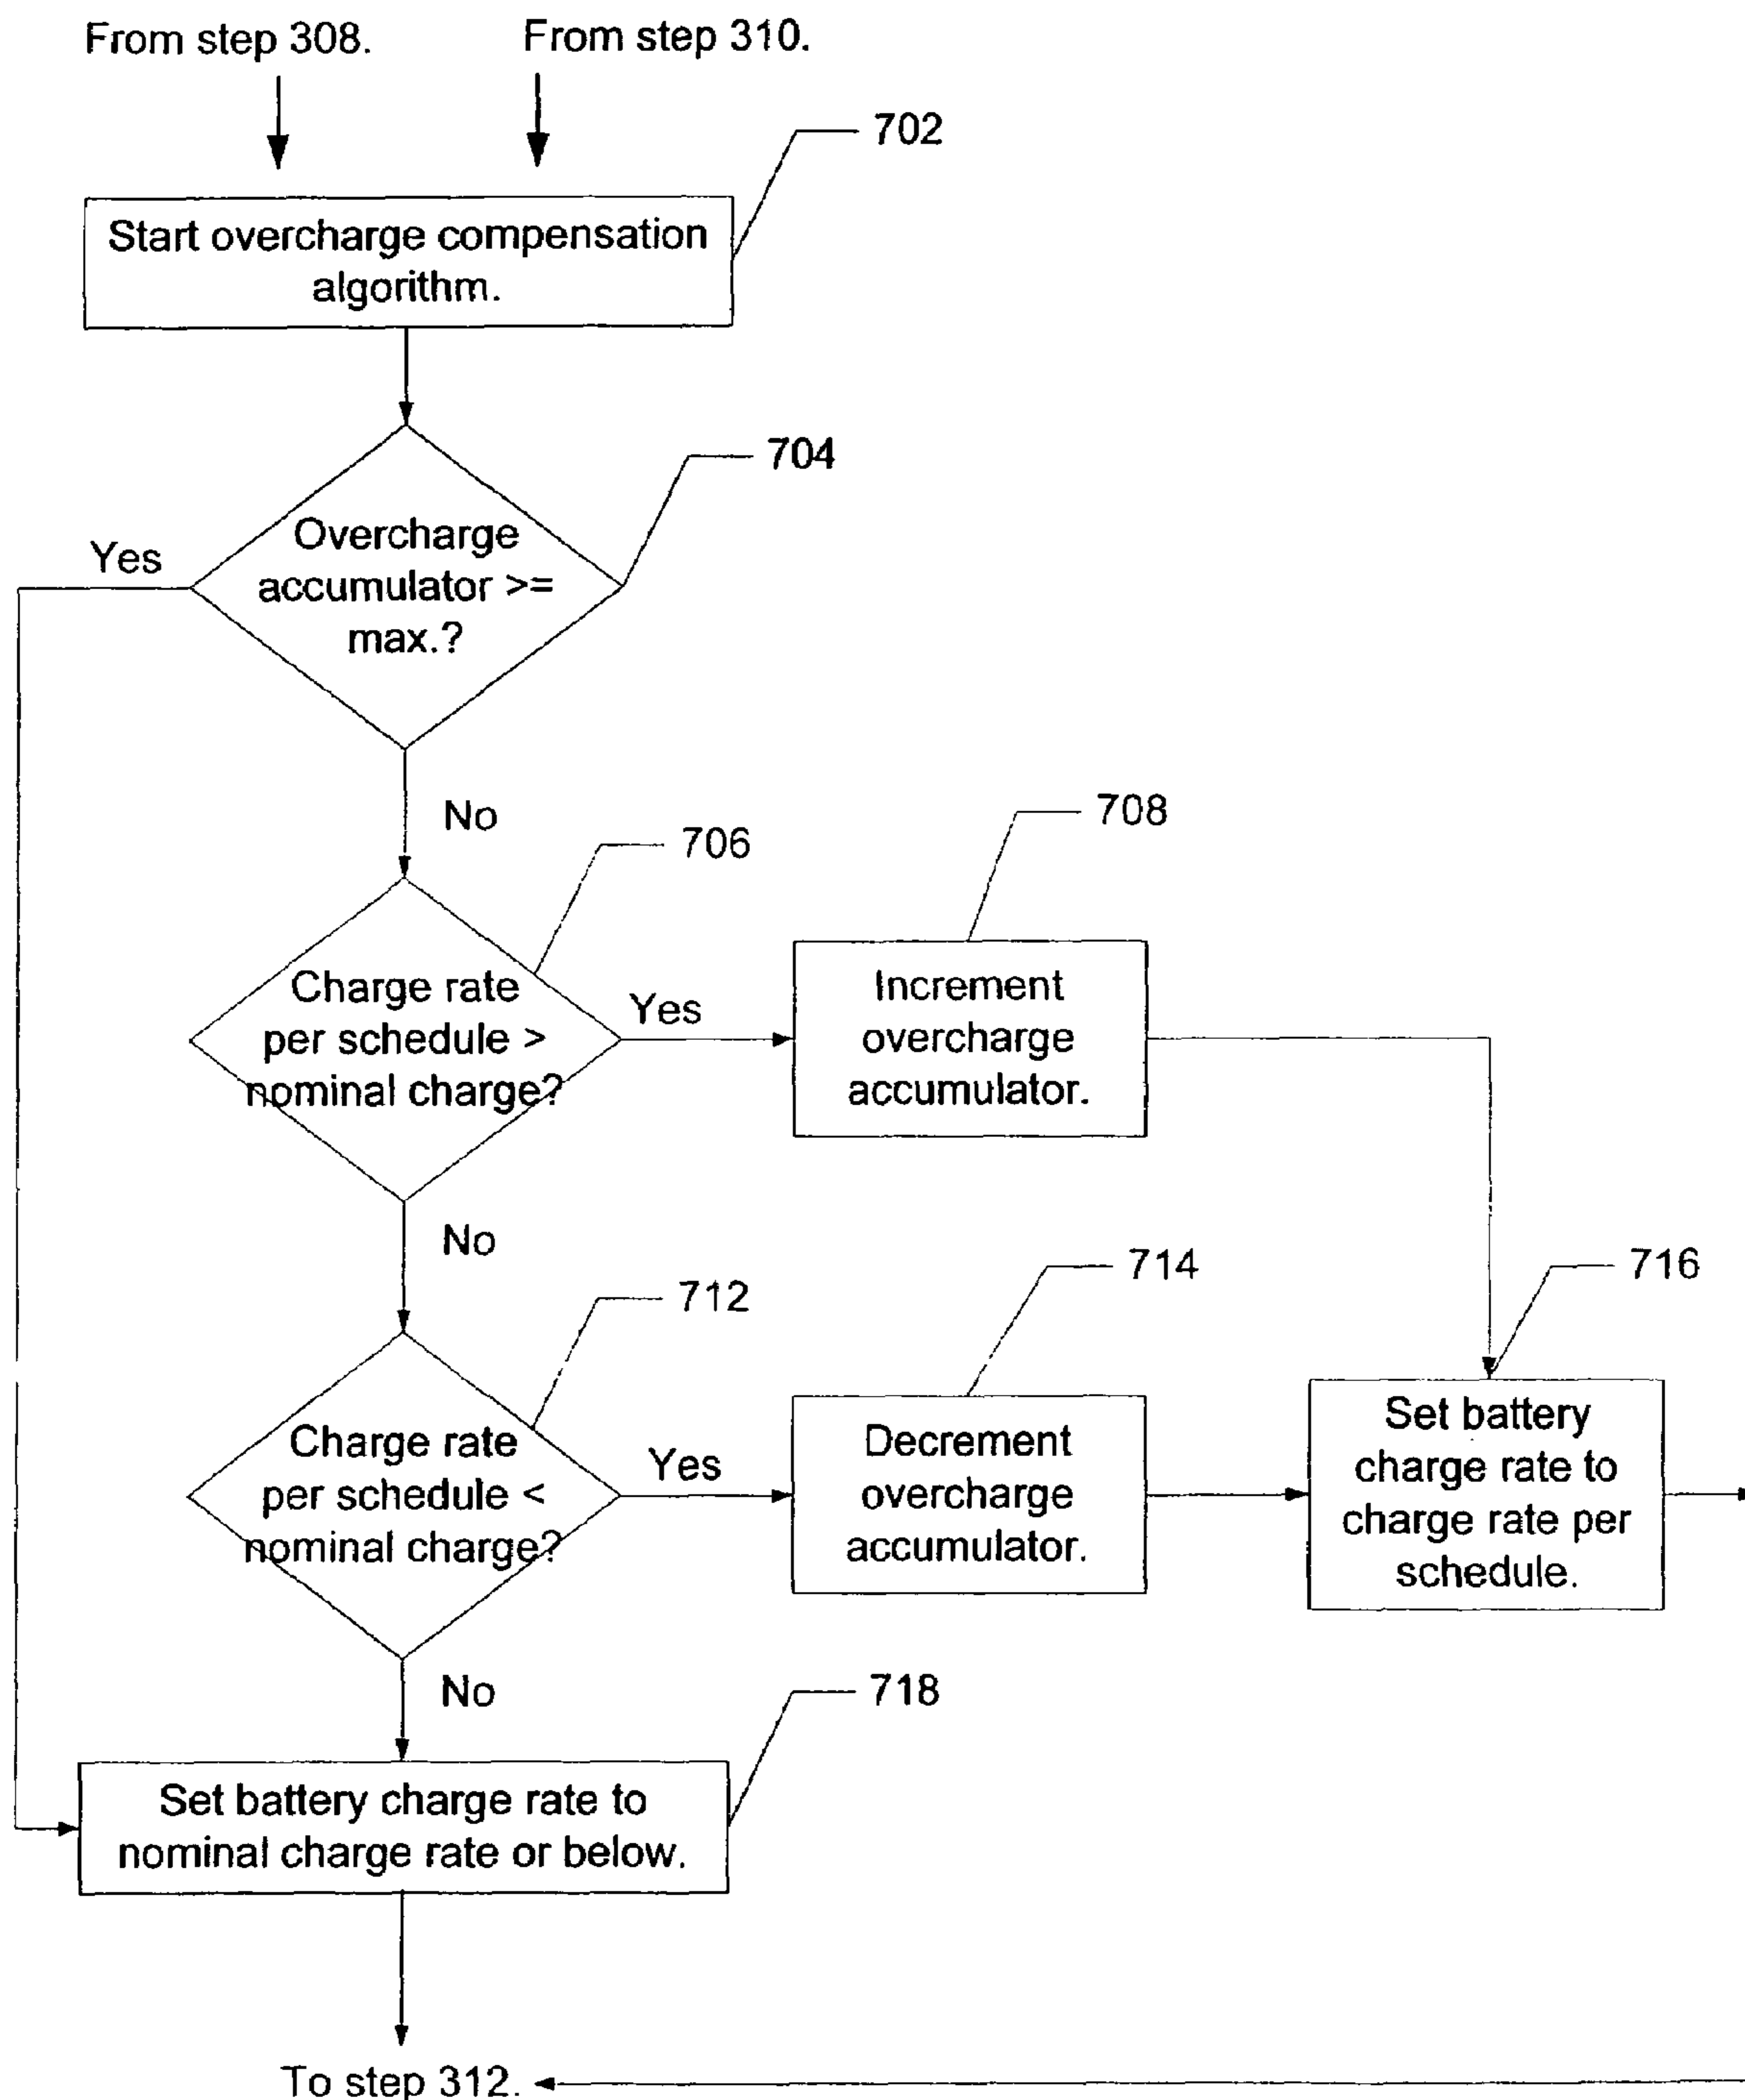 From step 308.
From step 310.
702
Start overcharge compensation
algorithm.
704
Yes
Overcharge
accumulator >=
max.?
No
706
708
Charge rate
per schedule >
nominal charge?
Yes
Increment
overcharge
accumulator.
No
712
714
716
Charge rate
per schedule <
nominal charge?
Yes
Decrement
overcharge
accumulator.
Set battery
charge rate to
charge rate per
schedule.
No
718
Set battery charge rate to
nominal charge rate or below.
To step 312.